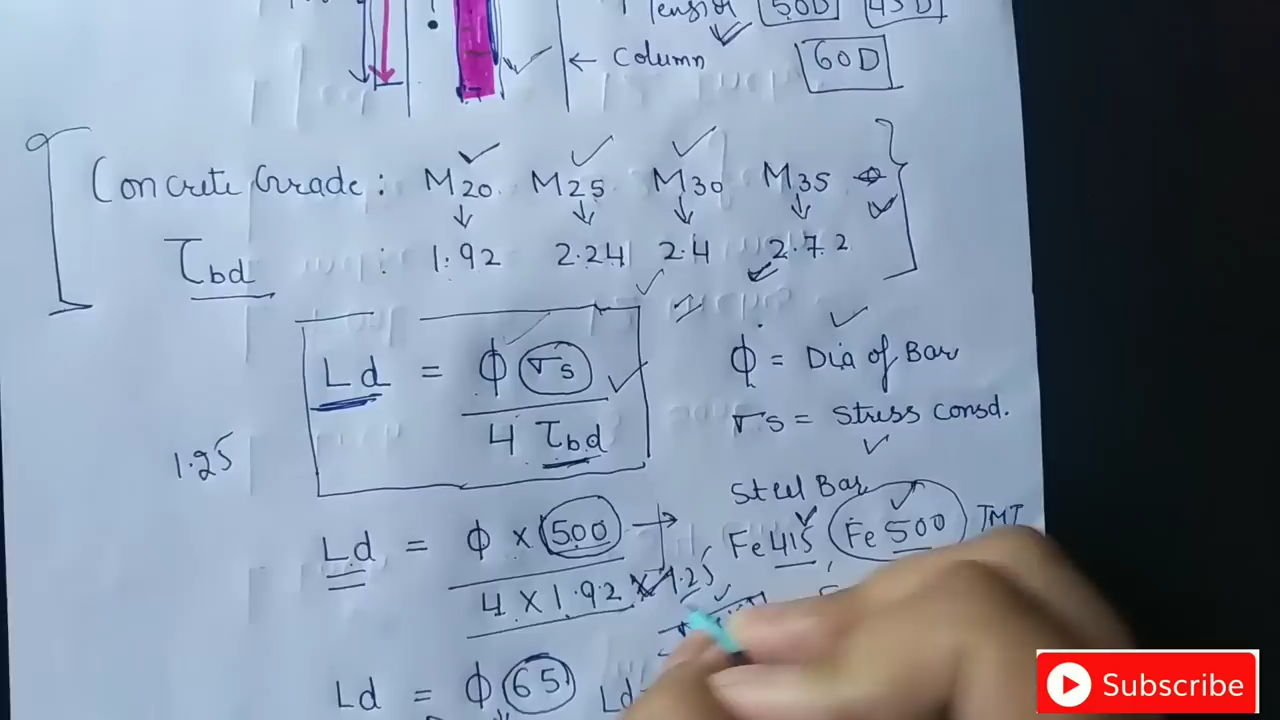 Tension 50D 45D
← Column 60D
Concrete Grade : M20 M25 M30 M35
τbd : 1.92 2.24 2.4 2.72
Ld = ϕ σs / 4 τbd
ϕ = Dia of Bar
σs = Stress consd.
1.25
Steel Bar
Ld = ϕ × 500 / 4 × 1.92 × 1.25
Fe415, Fe500 TMT
Ld = ϕ 65 Ld=
Subscribe